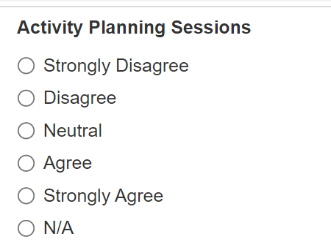 Activity Planning Sessions
Strongly Disagree
Disagree
Neutral
Agree
Strongly Agree
N/A